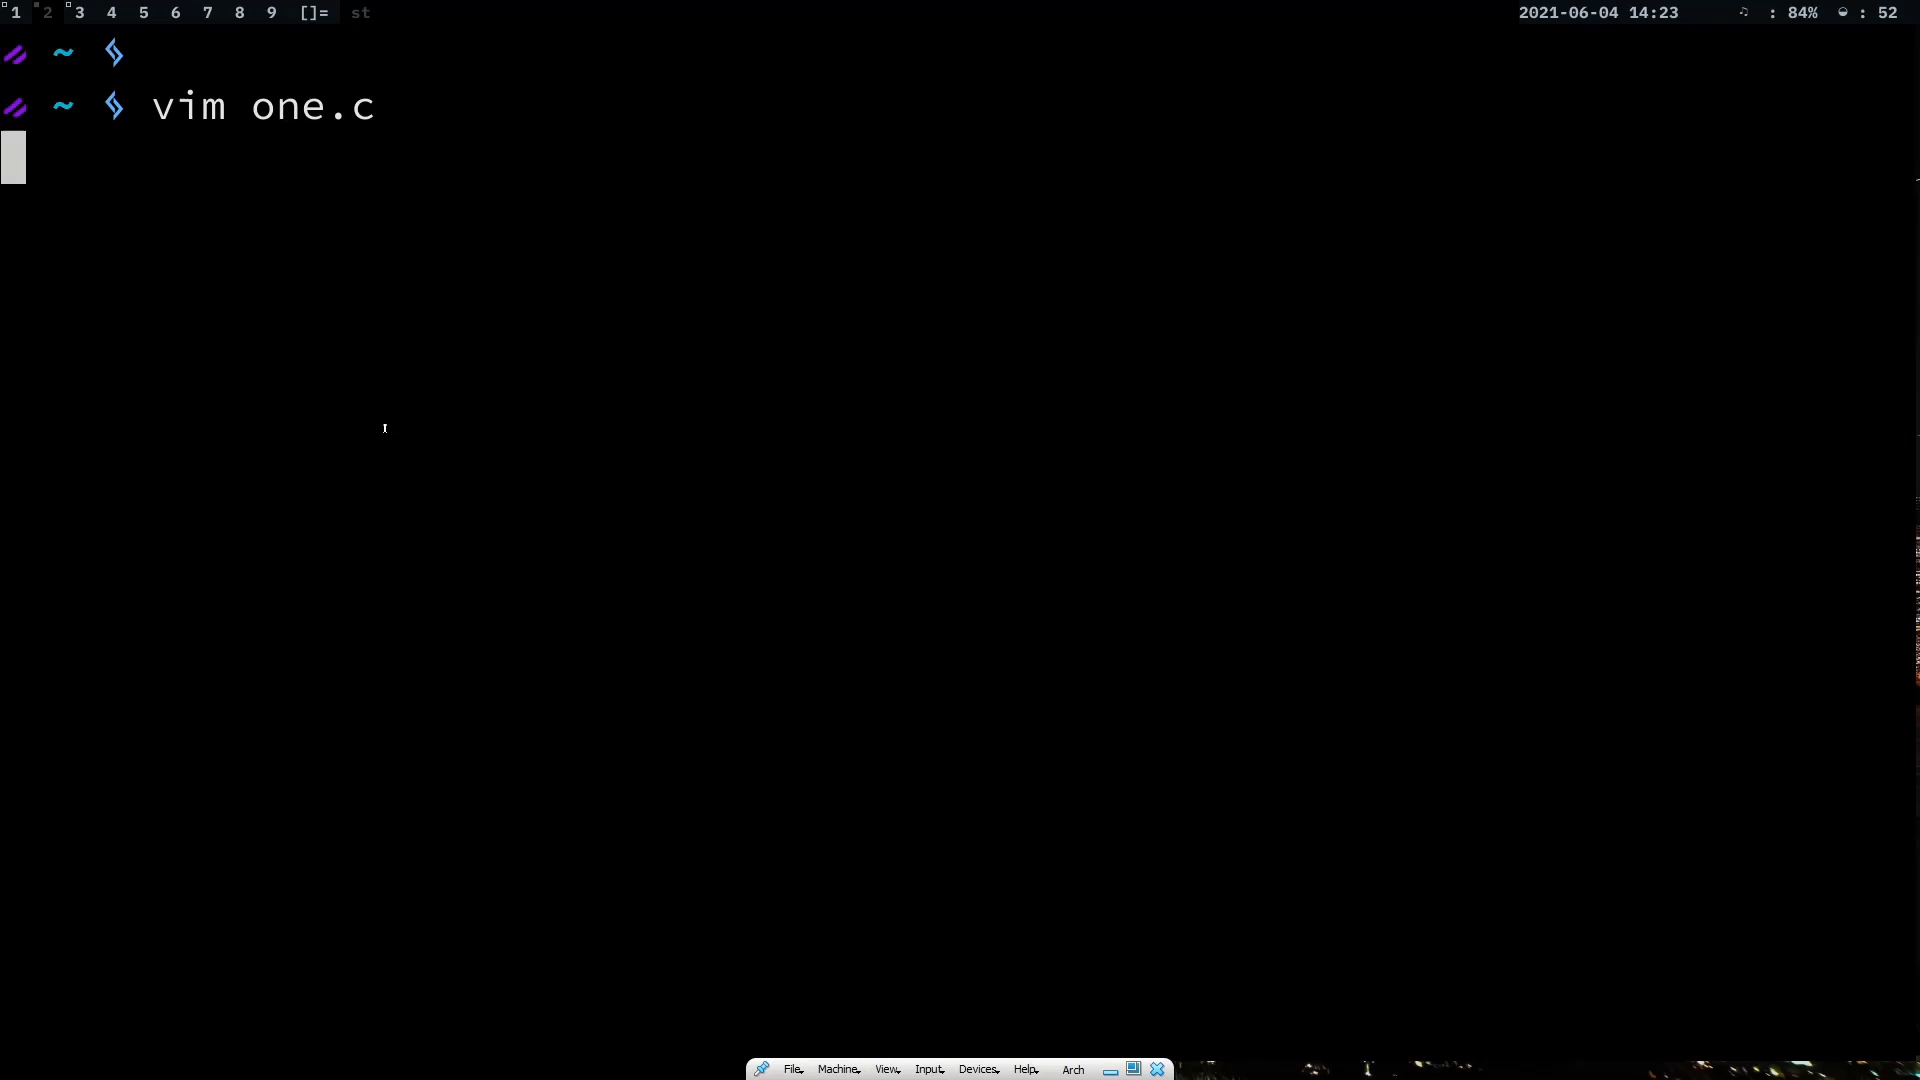 1 2 3 4 5 6 7 8 9 []= st 2021-06-04 14:23 ♫ : 84% : 52
~
~ vim one.c
File Machine View Input Devices Help Arch